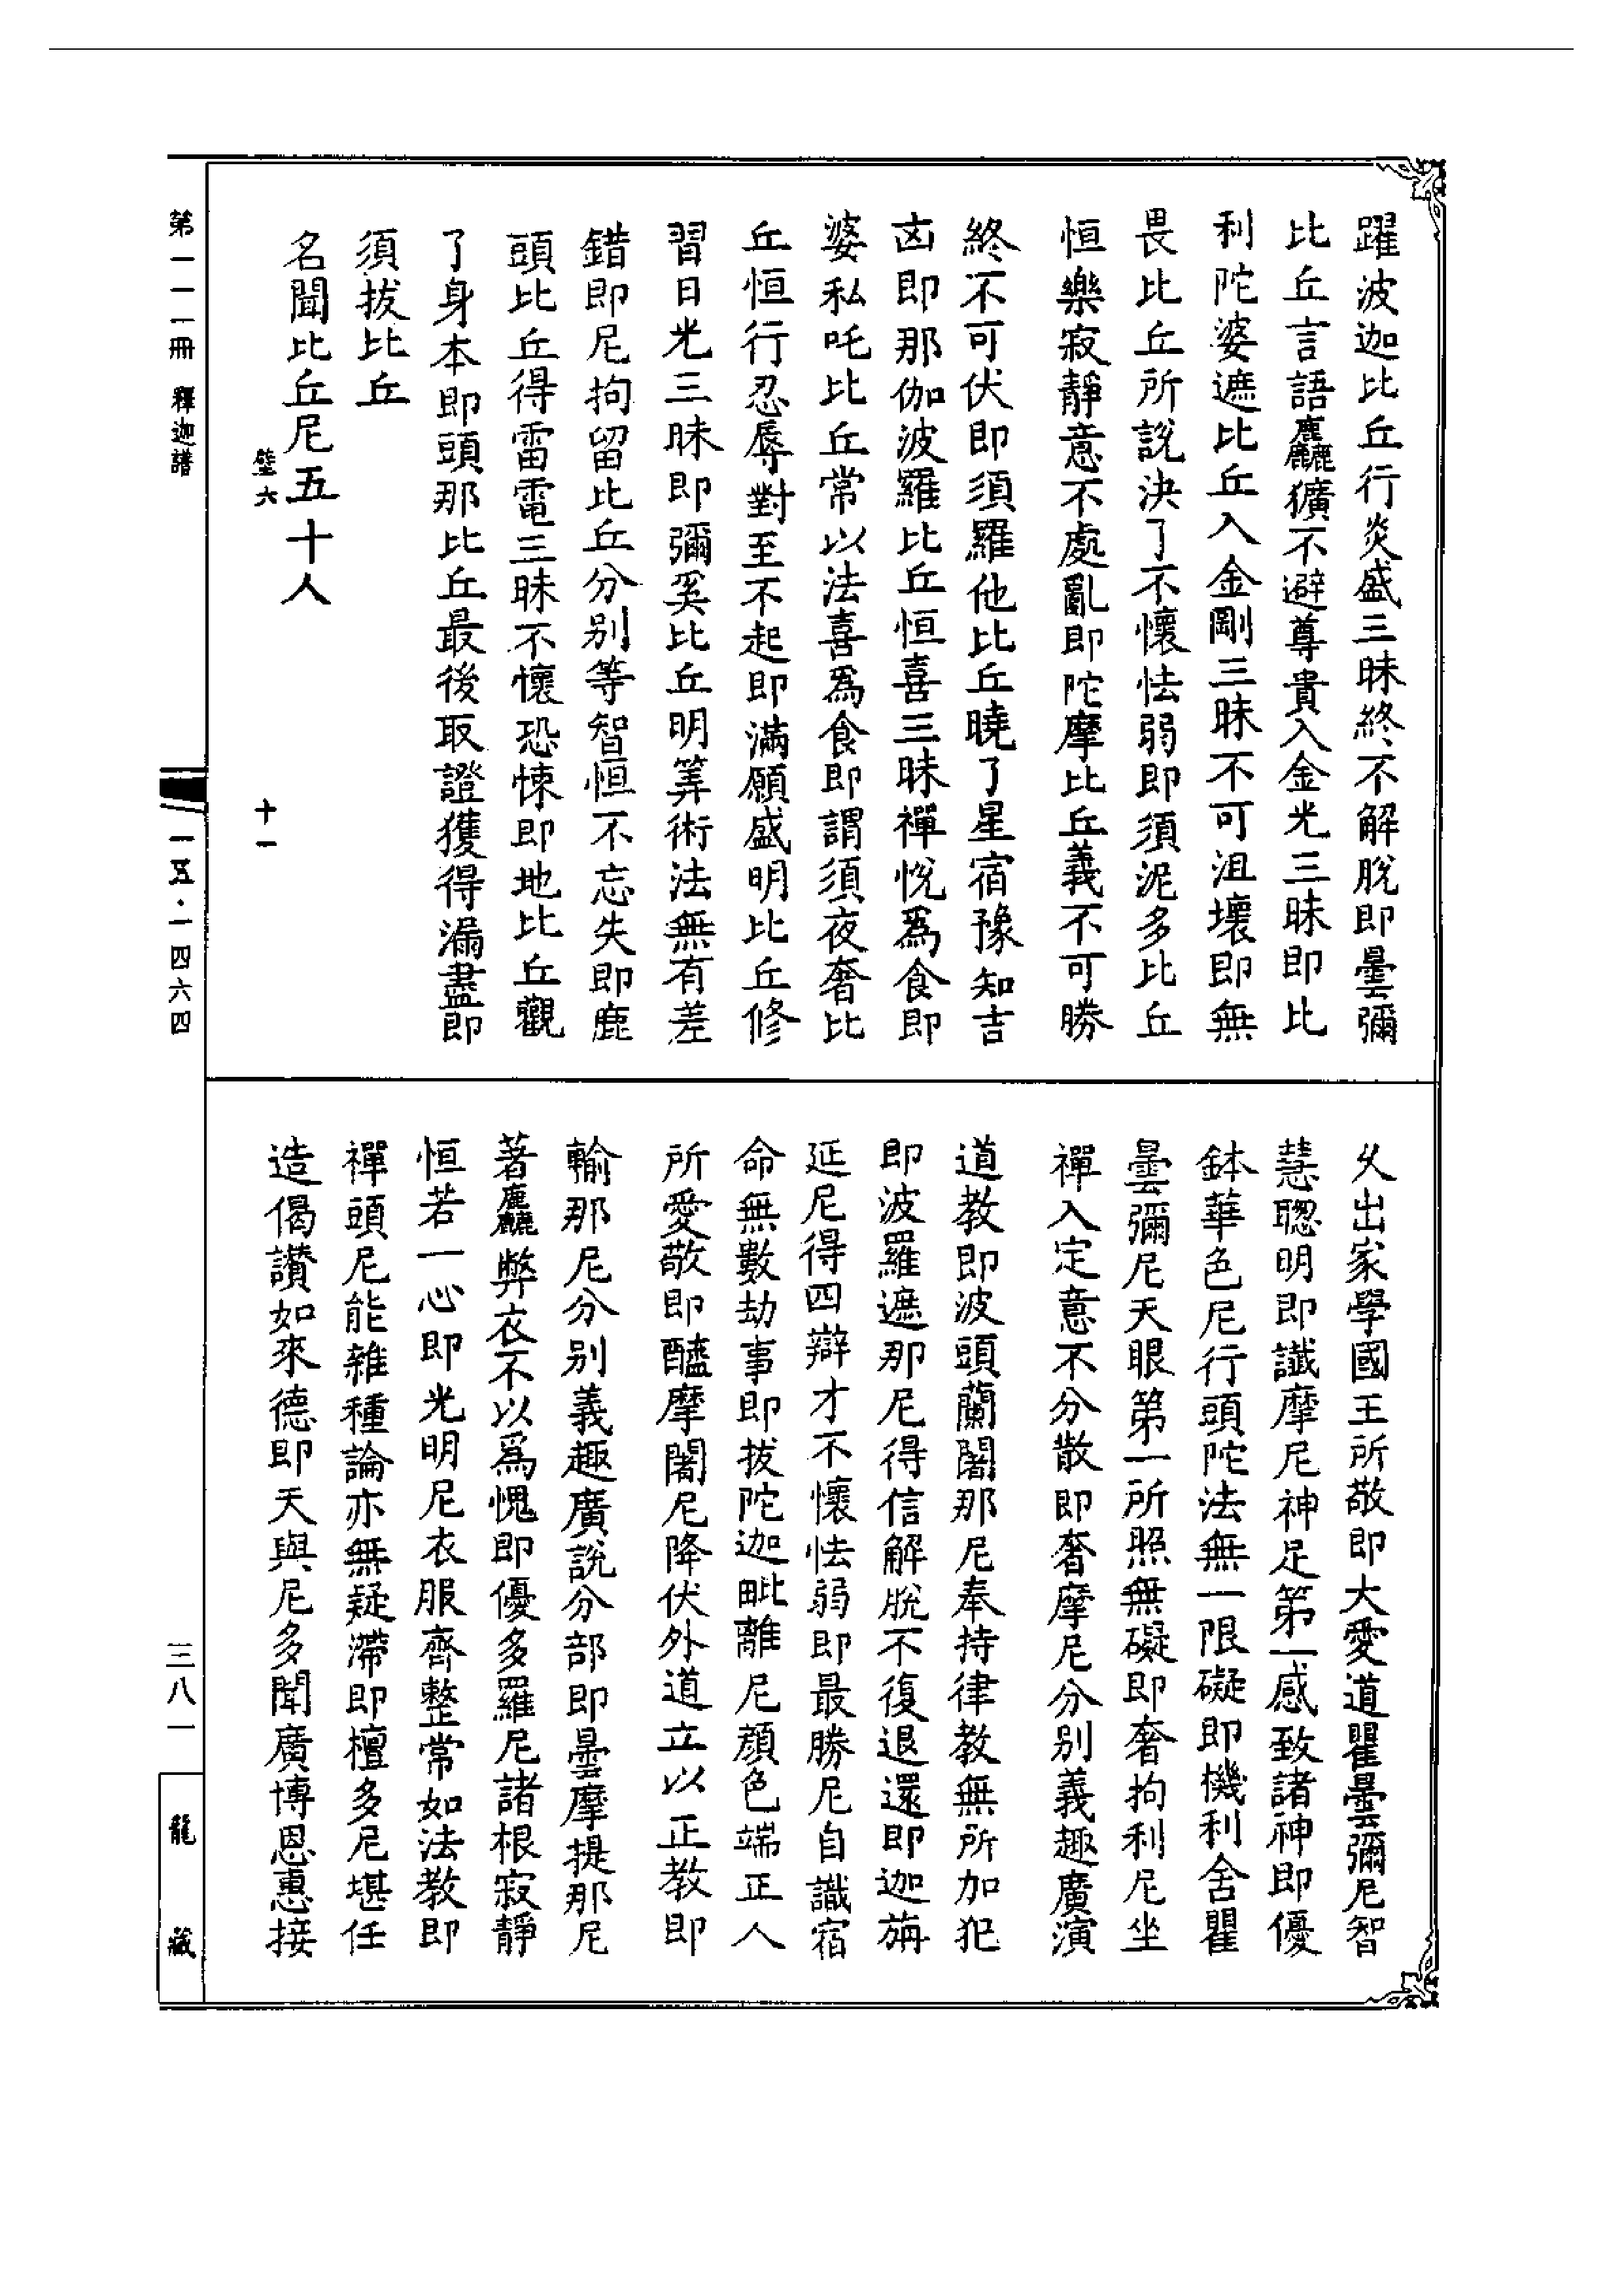 躍波迦比丘行炎盛三昧終不解脫即曇彌
比丘言語麤獷不避尊貴入金光三昧即比
利陀婆遮比丘入金剛三昧不可沮壞即無
畏比丘所說決了不懷怯弱即須泥多比丘
恒樂寂靜意不處亂即陀摩比丘義不可勝
終不可伏即須羅他比丘曉了星宿豫知吉
凶即那伽波羅比丘恒喜三昧禪悅為食即
婆私吒比丘常以法喜為食即謂須夜奢比
丘恒行忍辱對至不起即滿願盛明比丘修
習日光三昧即彌奚比丘明筭術法無有差
錯即尼拘留比丘分別等智恒不忘失即鹿
頭比丘得雷電三昧不懷恐悚即地比丘觀
了身本即頭那比丘最後取證獲得漏盡即
須拔比丘
名聞比丘尼五十人
璧六
十一
第一一一冊 釋迦譜
一五·一四六四
乆出家學國王所敬即大愛道瞿曇彌尼智
慧聰明即讖摩尼神足第一感致諸神即優
鉢華色尼行頭陀法無一限礙即機利舍瞿
曇彌尼天眼第一所照無礙即奢拘利尼坐
禪入定意不分散即奢摩尼分別義趣廣演
道教即波頭蘭闍那尼奉持律教無所加犯
即波羅遮那尼得信解脫不復退還即迦旃
延尼得四辯才不懷怯弱即最勝尼自識宿
命無數劫事即拔陀迦毗離尼顏色端正人
所愛敬即醯摩闍尼降伏外道立以正教即
輸那尼分別義趣廣說分部即曇摩提那尼
著麤弊衣不以為愧即優多羅尼諸根寂靜
恒若一心即光明尼衣服齊整常如法教即
禪頭尼能雜種論亦無疑滯即檀多尼堪任
造偈讚如來德即天與尼多聞廣博恩惠接
三八一
龍藏